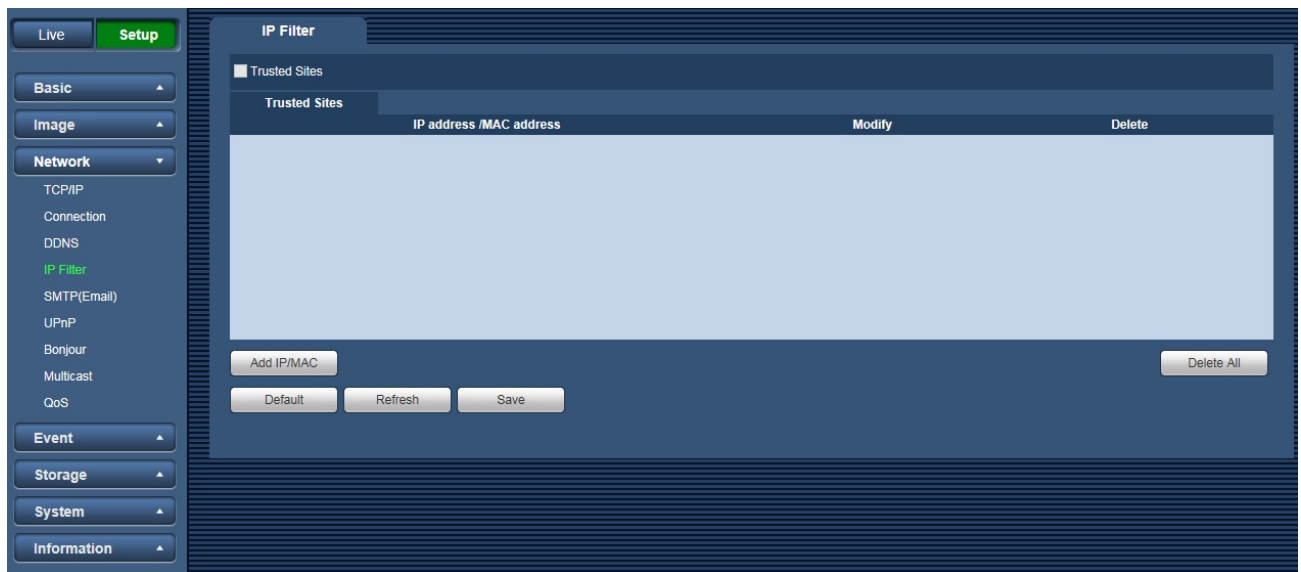 Live Setup
Basic
Image
Network
TCP/IP
Connection
DDNS
IP Filter
SMTP(Email)
UPnP
Bonjour
Multicast
QoS
Event
Storage
System
Information
IP Filter
Trusted Sites
Trusted Sites
IP address /MAC address Modify Delete
Add IP/MAC Delete All
Default Refresh Save